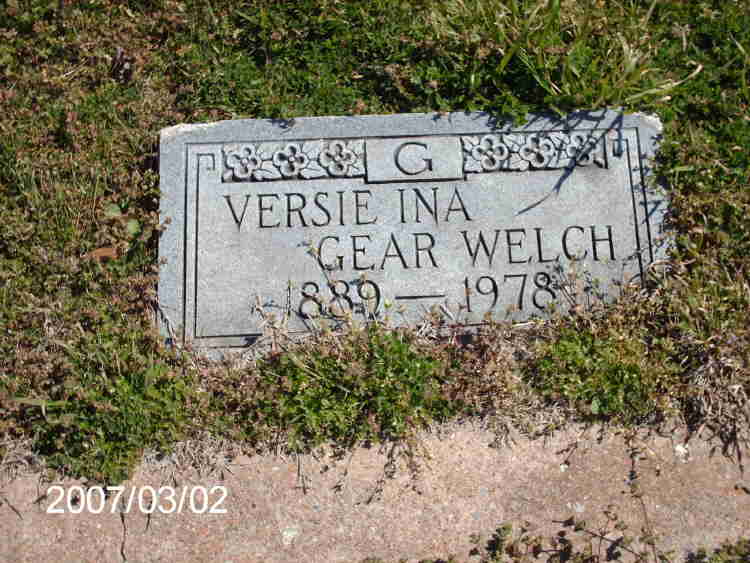 G
VERSIE INA
GEAR WELCH
1889 — 1978
2007/03/02